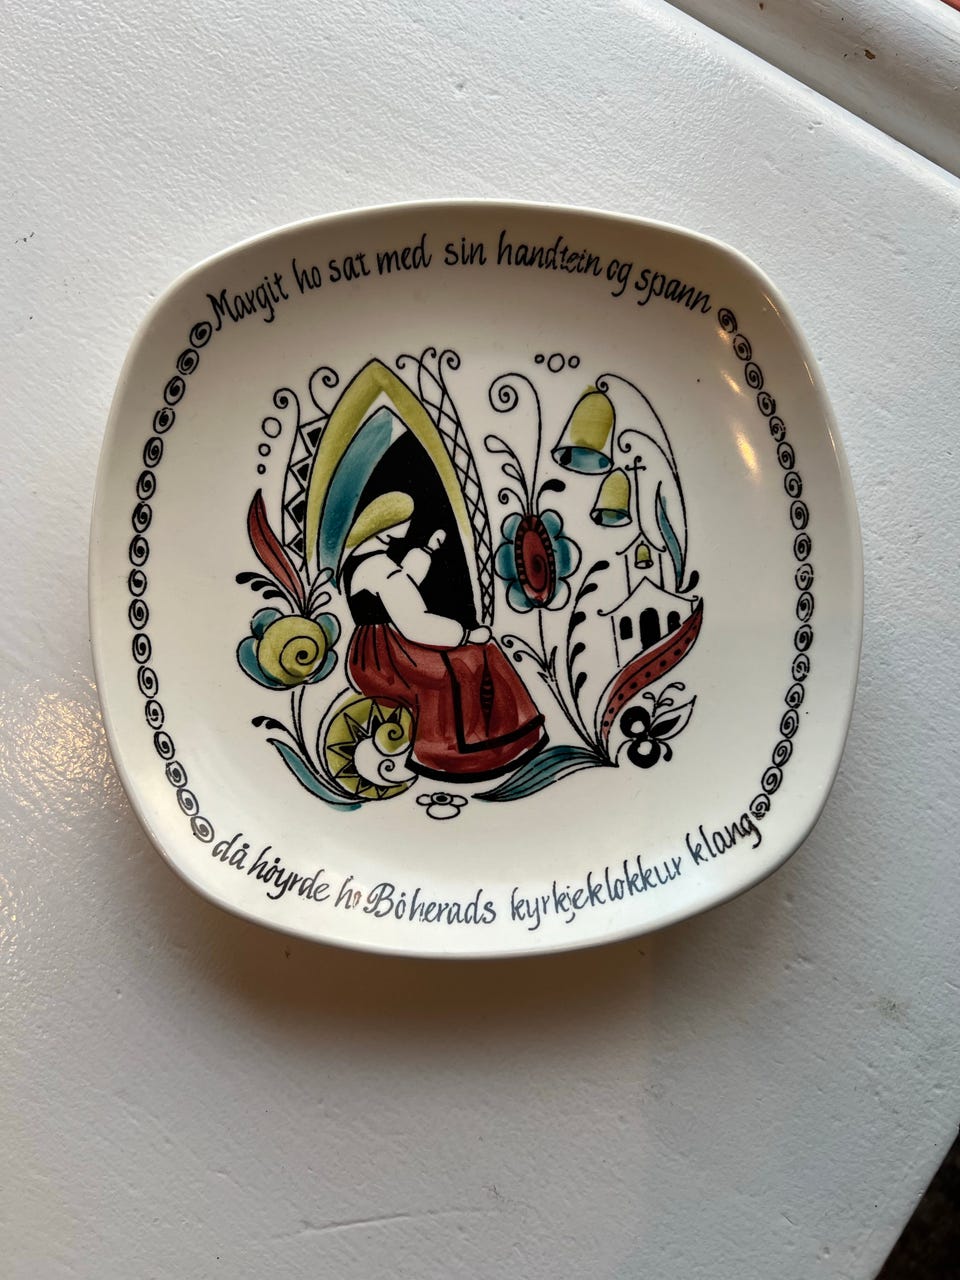 Margit ho sat med sin handtein og spann
då høyrde ho Bøherads kyrkjeklokkur klang